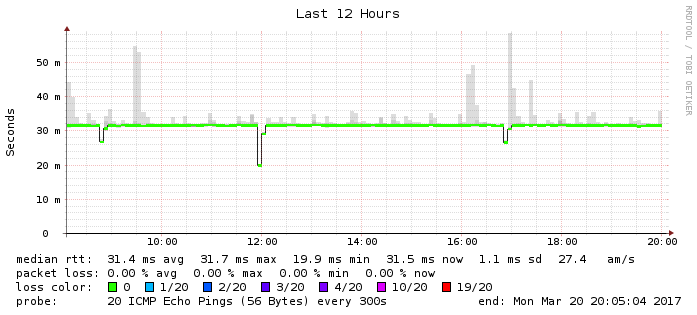 Last 12 Hours
RRDTOOL / TOBI OETIKER
Seconds
50 m
40 m
30 m
20 m
10 m
0
10:00 12:00 14:00 16:00 18:00 20:00
median rtt: 31.4 ms avg 31.7 ms max 19.9 ms min 31.5 ms now 1.1 ms sd 27.4 am/s
packet loss: 0.00 % avg 0.00 % max 0.00 % min 0.00 % now
loss color: 0 1/20 2/20 3/20 4/20 10/20 19/20
probe: 20 ICMP Echo Pings (56 Bytes) every 300s end: Mon Mar 20 20:05:04 2017